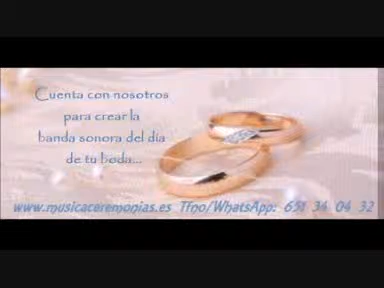 Cuenta con nosotros
para crear la
banda sonora del día
de tu boda...
www.musicaceremonias.es Tfno/WhatsApp: 651 34 04 32